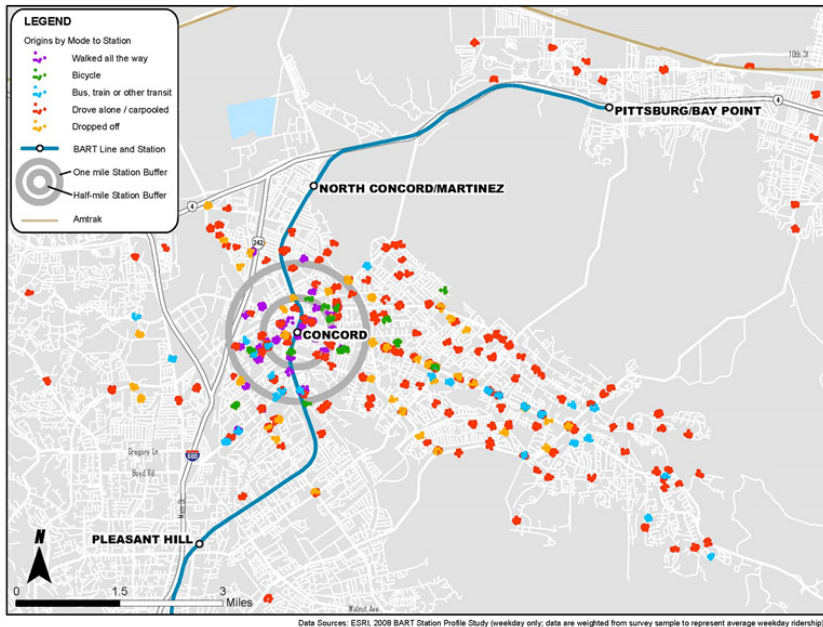 LEGEND
Origins by Mode to Station
Walked all the way
Bicycle
Bus, train or other transit
Drove alone / carpooled
Dropped off
BART Line and Station
One mile Station Buffer
Half-mile Station Buffer
Amtrak
10th St
4
PITTSBURG/BAY POINT
NORTH CONCORD/MARTINEZ
4
242
CONCORD
Gregory Ln
680
Boyd Rd
Main St
N
PLEASANT HILL
0 1.5 3
Miles
Walnut Ave
Data Sources: ESRI, 2008 BART Station Profile Study (weekday only; data are weighted from survey sample to represent average weekday ridership)